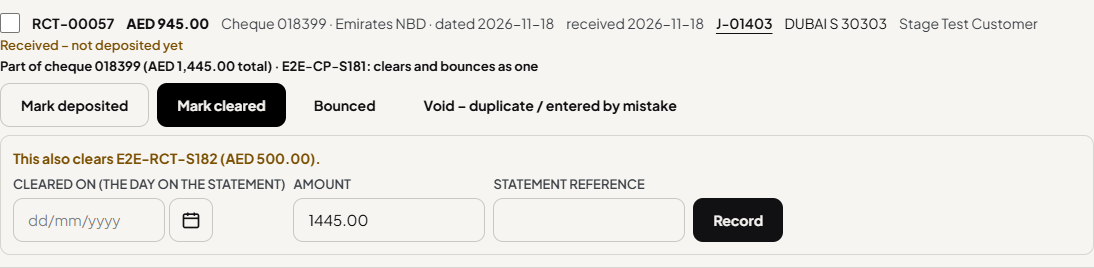 RCT-00057 AED 945.00 Cheque 018399 · Emirates NBD · dated 2026-11-18 received 2026-11-18 J-01403 DUBAI S 30303 Stage Test Customer
Received – not deposited yet
Part of cheque 018399 (AED 1,445.00 total) · E2E-CP-S181: clears and bounces as one
Mark deposited Mark cleared Bounced Void – duplicate / entered by mistake
This also clears E2E-RCT-S182 (AED 500.00).
CLEARED ON (THE DAY ON THE STATEMENT) AMOUNT STATEMENT REFERENCE
dd/mm/yyyy 1445.00 Record